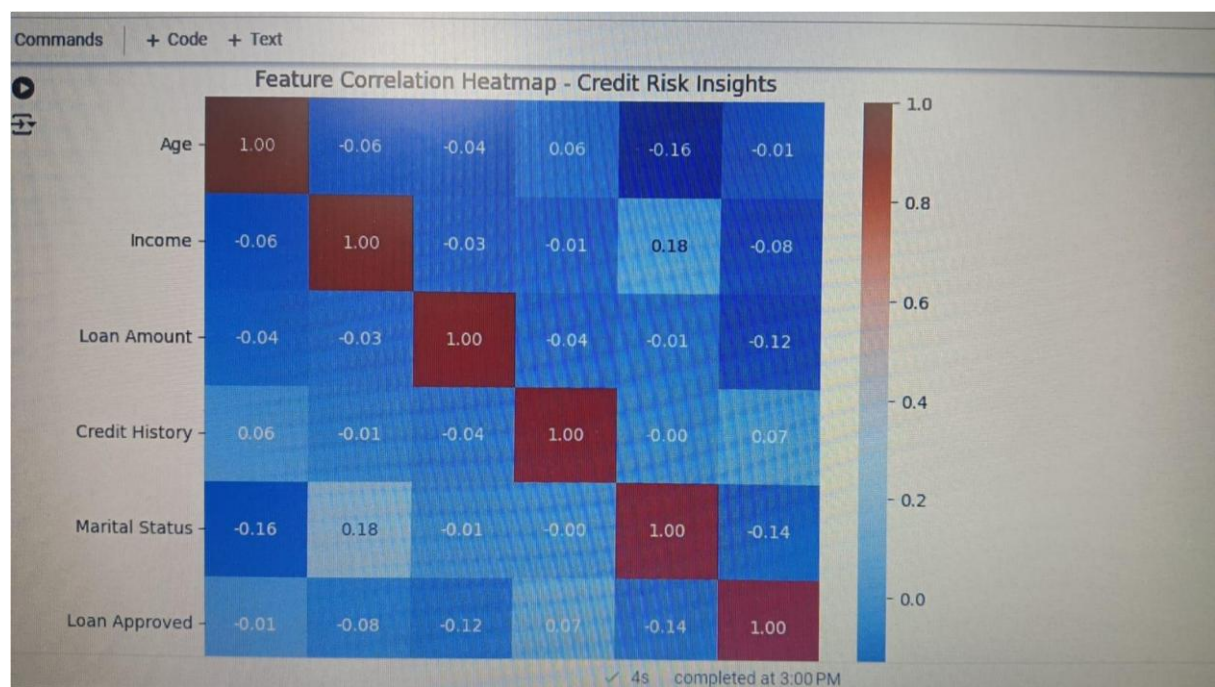 Commands + Code + Text
Feature Correlation Heatmap - Credit Risk Insights
Age 1.00 -0.06 -0.04 0.06 -0.16 -0.01
Income -0.06 1.00 -0.03 -0.01 0.18 -0.08
Loan Amount -0.04 -0.03 1.00 -0.04 -0.01 -0.12
Credit History 0.06 -0.01 -0.04 1.00 -0.00 0.07
Marital Status -0.16 0.18 -0.01 -0.00 1.00 -0.14
Loan Approved -0.01 -0.08 -0.12 0.07 -0.14 1.00
1.0
0.8
0.6
0.4
0.2
0.0
4s completed at 3:00 PM